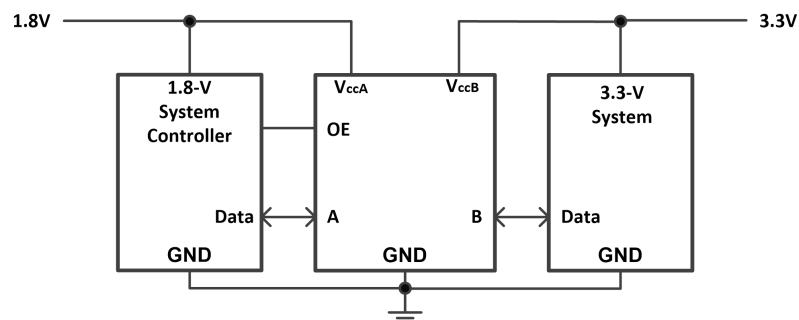 1.8V
3.3V
1.8-V
System
Controller
Data
GND
VccA
VccB
OE
A
B
GND
3.3-V
System
Data
GND